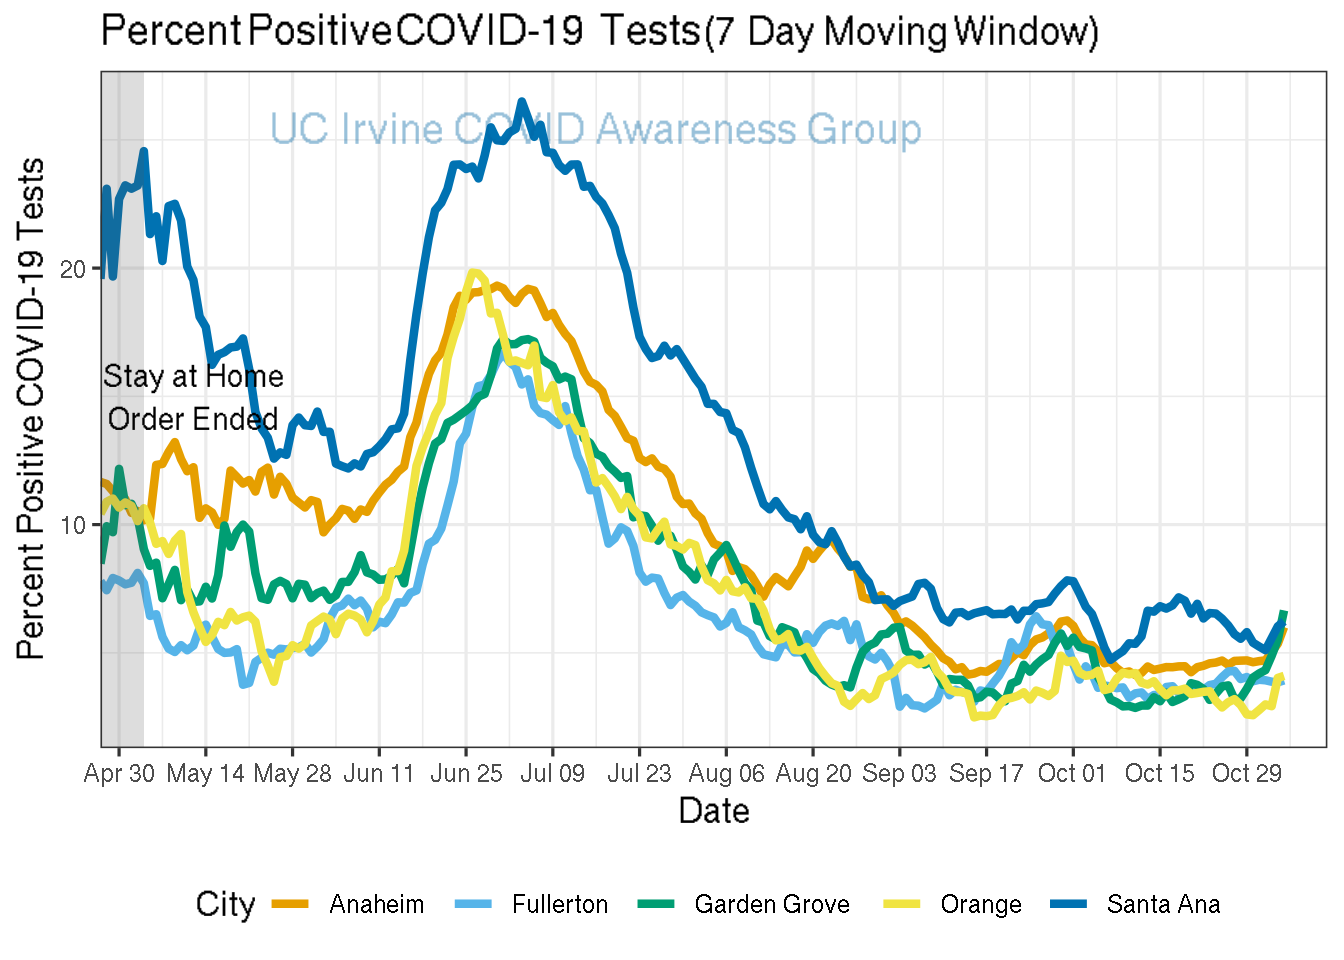 Percent Positive COVID-19 Tests (7 Day Moving Window)
UC Irvine COVID Awareness Group
Percent Positive COVID-19 Tests
20
10
Stay at Home
Order Ended
Apr 30 May 14 May 28 Jun 11 Jun 25 Jul 09 Jul 23 Aug 06 Aug 20 Sep 03 Sep 17 Oct 01 Oct 15 Oct 29
Date
City Anaheim Fullerton Garden Grove Orange Santa Ana